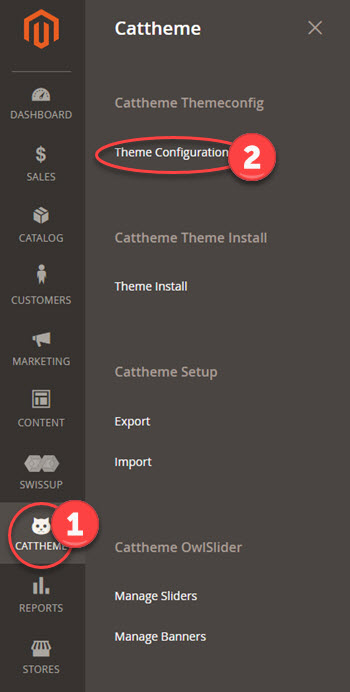 DASHBOARD
SALES
CATALOG
CUSTOMERS
MARKETING
CONTENT
SWISSUP
1
CATTHEME
REPORTS
STORES
Cattheme
Cattheme Themeconfig
Theme Configuration
2
Cattheme Theme Install
Theme Install
Cattheme Setup
Export
Import
Cattheme OwlSlider
Manage Sliders
Manage Banners